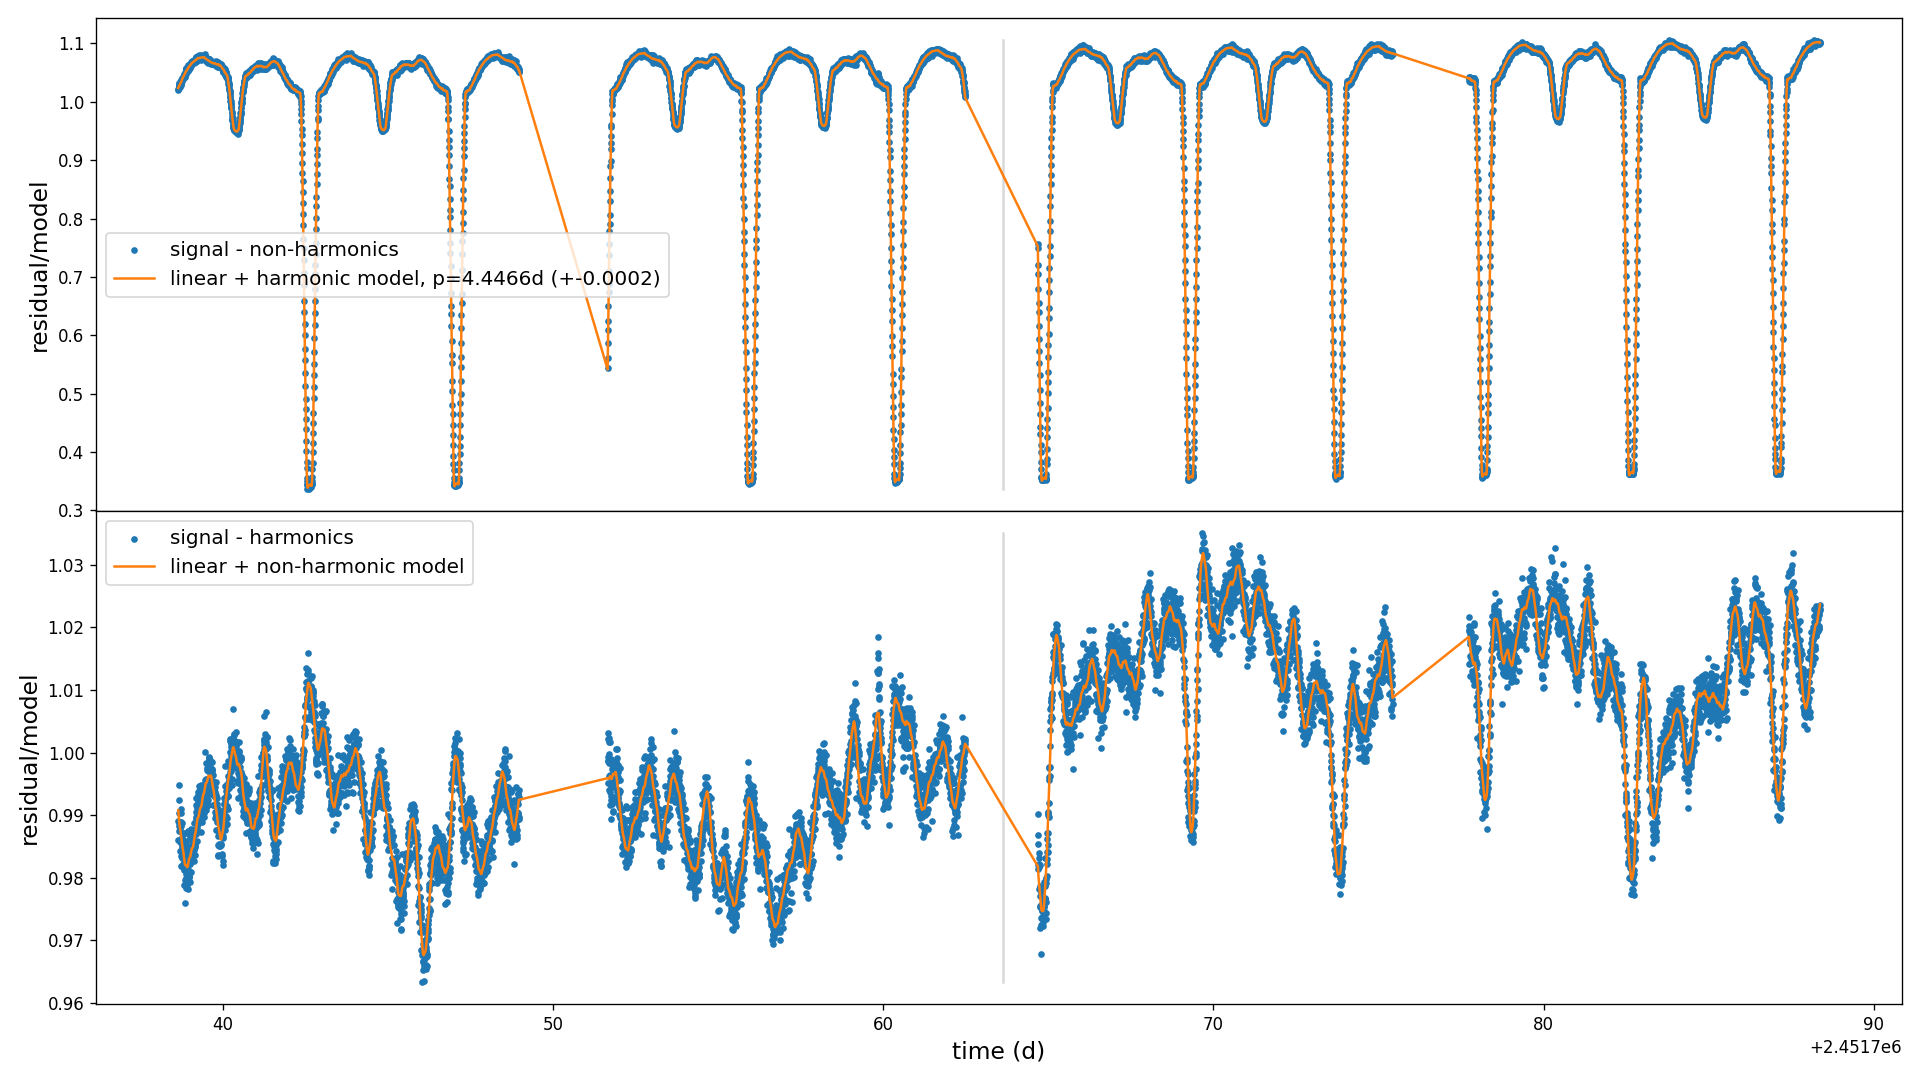 1.1
1.0
0.9
0.8
0.7
0.6
0.5
0.4
0.3
residual/model
signal - non-harmonics
linear + harmonic model, p=4.4466d (+-0.0002)
signal - harmonics
linear + non-harmonic model
1.03
1.02
1.01
1.00
0.99
0.98
0.97
0.96
residual/model
40 50 60 70 80 90
time (d)
+2.4517e6